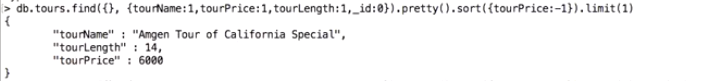 > db.tours.find({}, {tourName:1,tourPrice:1,tourLength:1,_id:0}).pretty().sort({tourPrice:-1}).limit(1)
{
"tourName" : "Amgen Tour of California Special",
"tourLength" : 14,
"tourPrice" : 6000
}